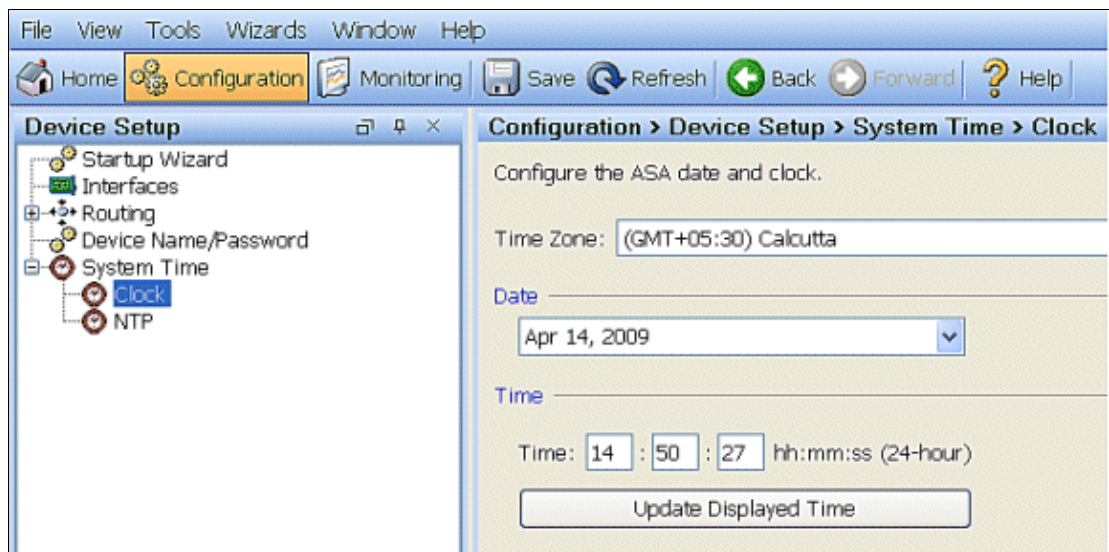 File View Tools Wizards Window Help
Home Configuration Monitoring Save Refresh Back Forward Help
Device Setup
Startup Wizard
Interfaces
Routing
Device Name/Password
System Time
Clock
NTP
Configuration > Device Setup > System Time > Clock
Configure the ASA date and clock.
Time Zone: (GMT+05:30) Calcutta
Date
Apr 14, 2009
Time
Time: 14 : 50 : 27 hh:mm:ss (24-hour)
Update Displayed Time